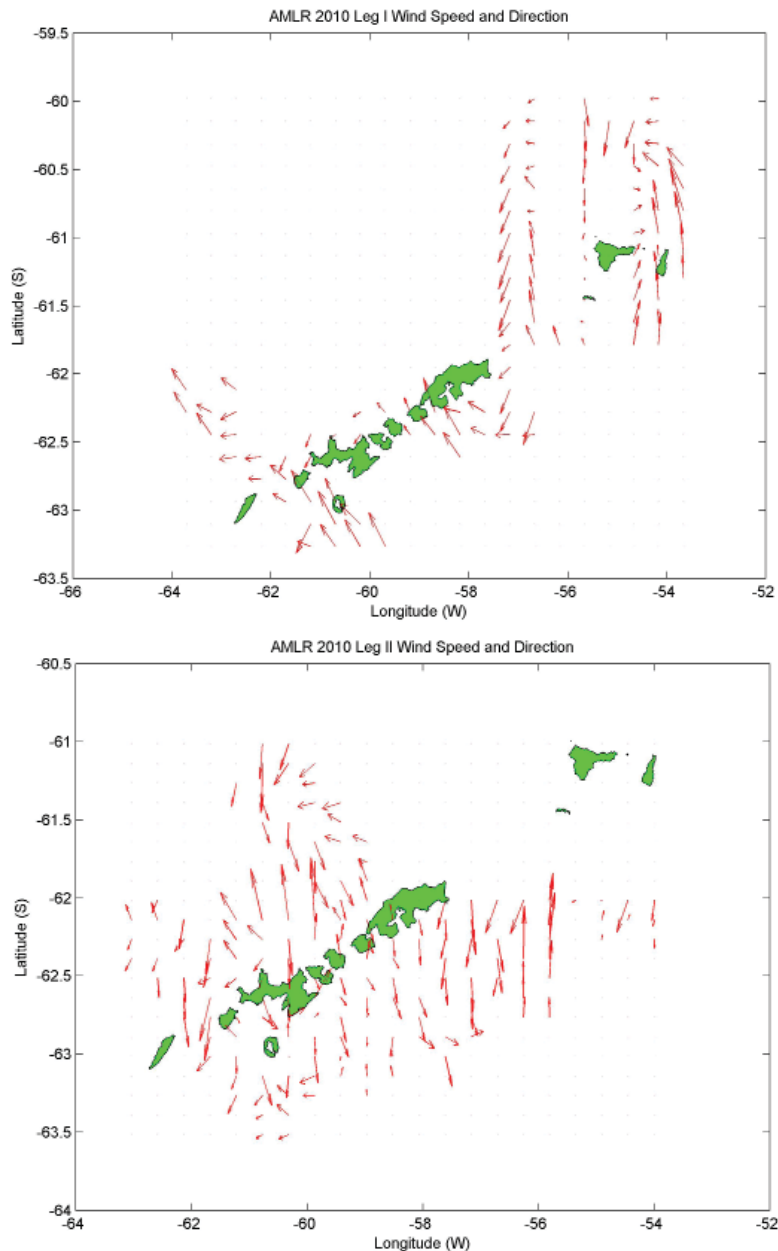 AMLR 2010 Leg I Wind Speed and Direction
-59.5
-60
-60.5
-61
-61.5
-62
-62.5
-63
-63.5
Latitude (S)
-66 -64 -62 -60 -58 -56 -54 -52
Longitude (W)
AMLR 2010 Leg II Wind Speed and Direction
-60.5
-61
-61.5
-62
-62.5
-63
-63.5
-64
Latitude (S)
-64 -62 -60 -58 -56 -54 -52
Longitude (W)